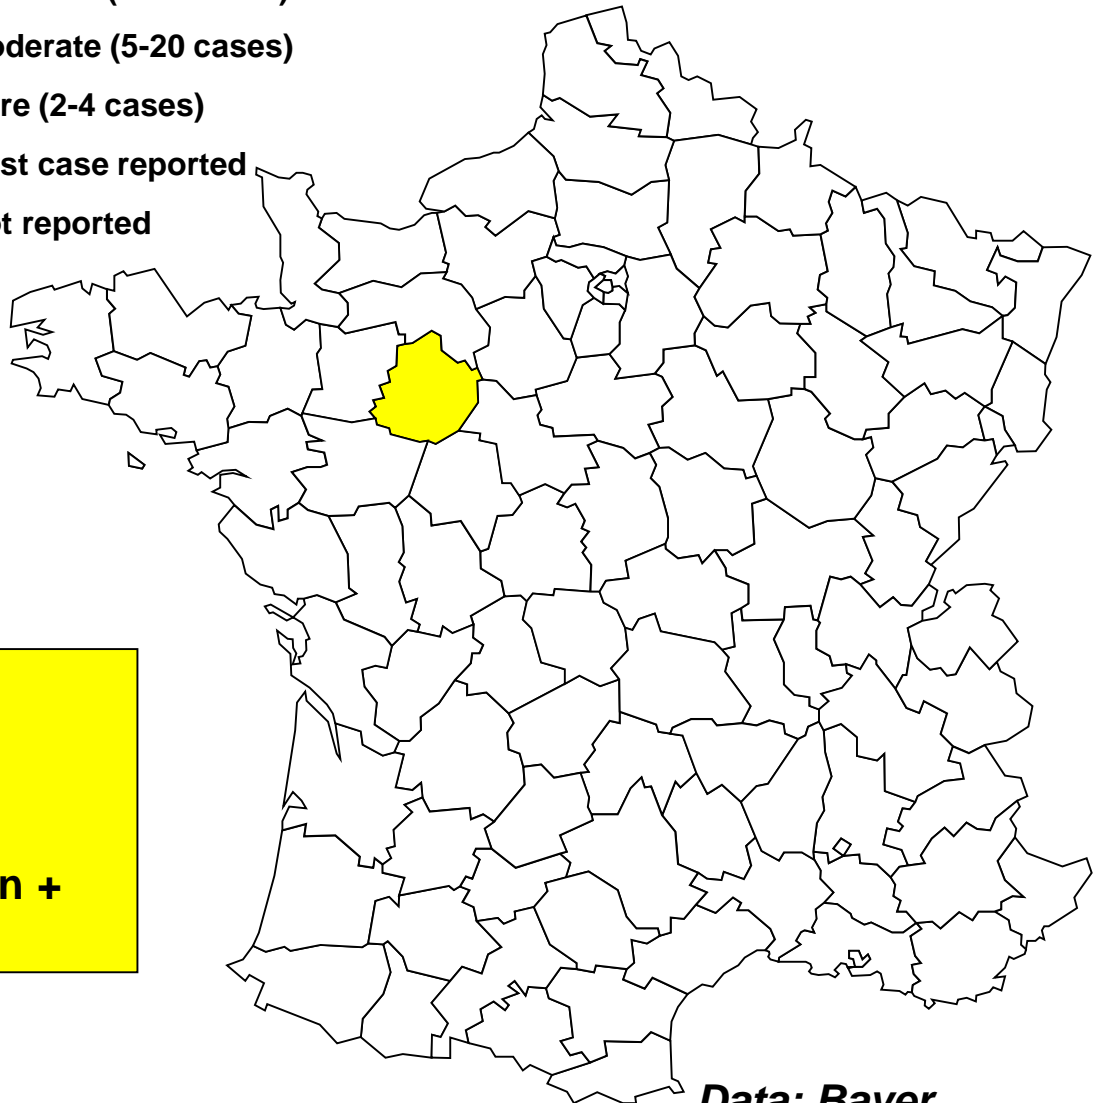 oderate (5-20 cases)
re (2-4 cases)
st case reported
t reported
n +
Data: Bayer